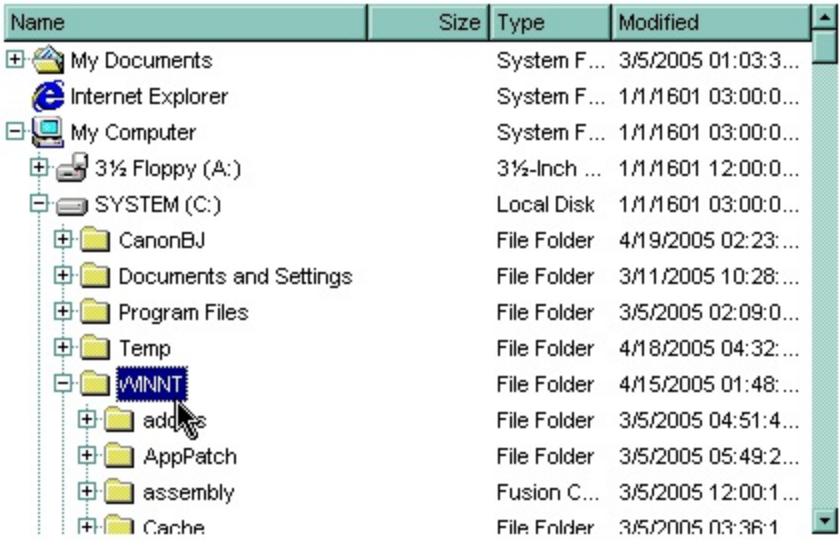 Name Size Type Modified
My Documents System F... 3/5/2005 01:03:3...
Internet Explorer System F... 1/1/1601 03:00:0...
My Computer System F... 1/1/1601 03:00:0...
3½ Floppy (A:) 3½-Inch ... 1/1/1601 12:00:0...
SYSTEM (C:) Local Disk 1/1/1601 03:00:0...
CanonBJ File Folder 4/19/2005 02:23:...
Documents and Settings File Folder 3/11/2005 10:28:...
Program Files File Folder 3/5/2005 02:09:0...
Temp File Folder 4/18/2005 04:32:...
WINNT File Folder 4/15/2005 01:48:...
File Folder 3/5/2005 04:51:4...
AppPatch File Folder 3/5/2005 05:49:2...
assembly Fusion C... 3/5/2005 12:00:1...
Cache File Folder 3/5/2005 03:36:1...